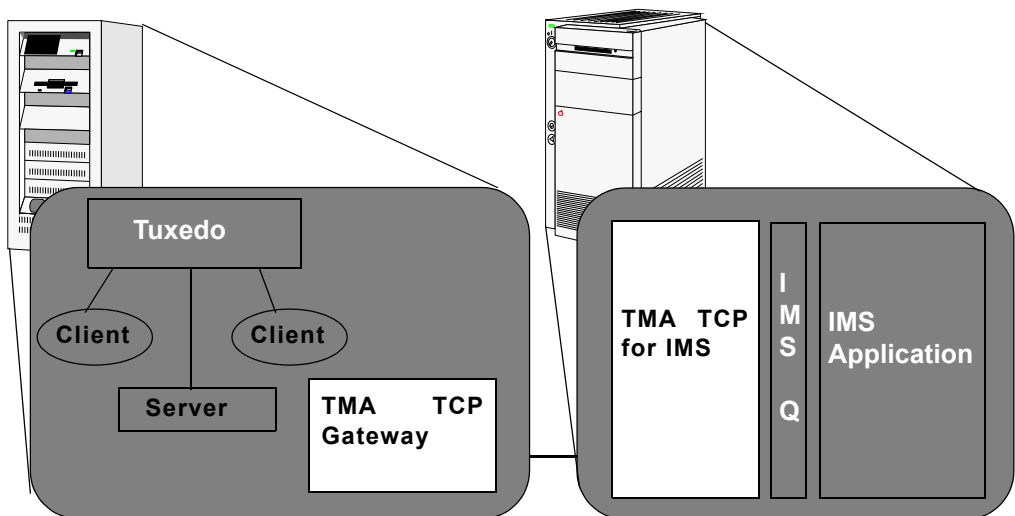 Tuxedo
Client
Client
Server
TMA TCP
Gateway
TMA TCP
for IMS
I
M
S
Q
IMS
Application